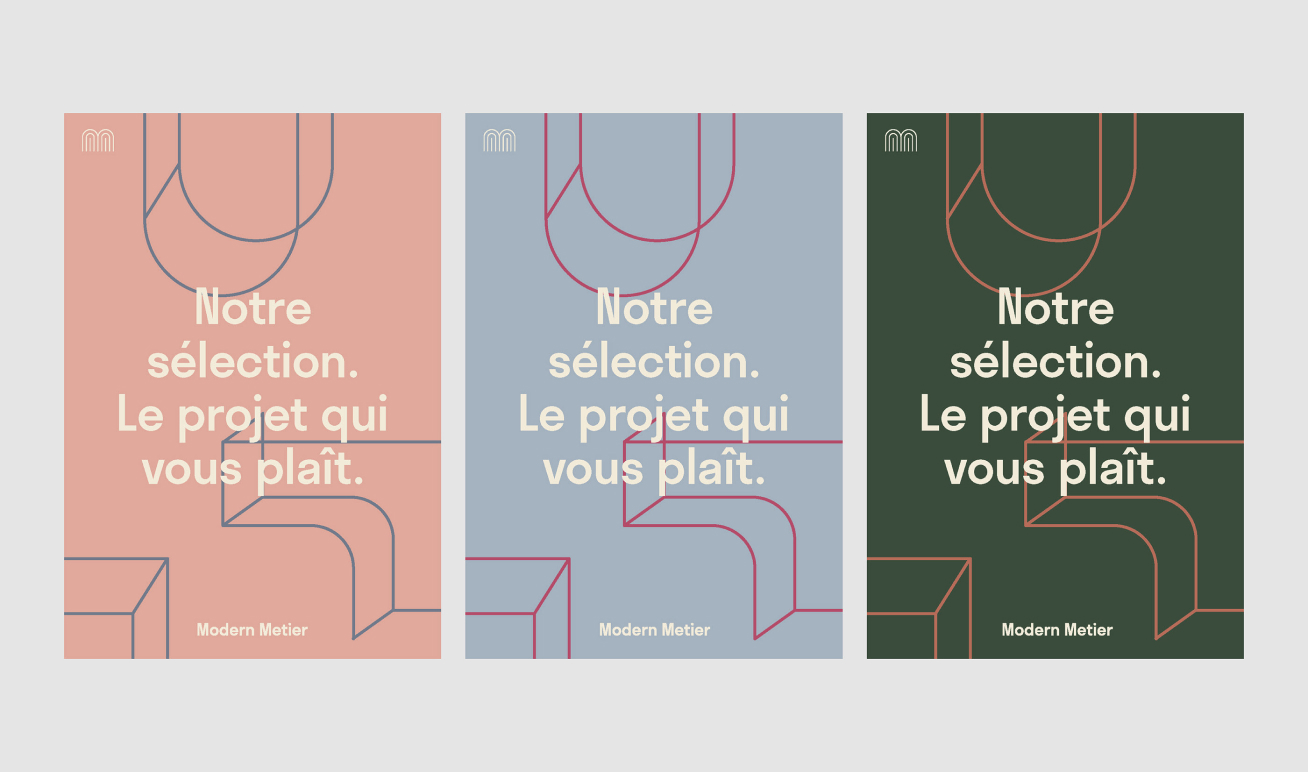 Notre
sélection.
Le projet qui
vous plaît.
Modern Metier
Notre
sélection.
Le projet qui
vous plaît.
Modern Metier
Notre
sélection.
Le projet qui
vous plaît.
Modern Metier